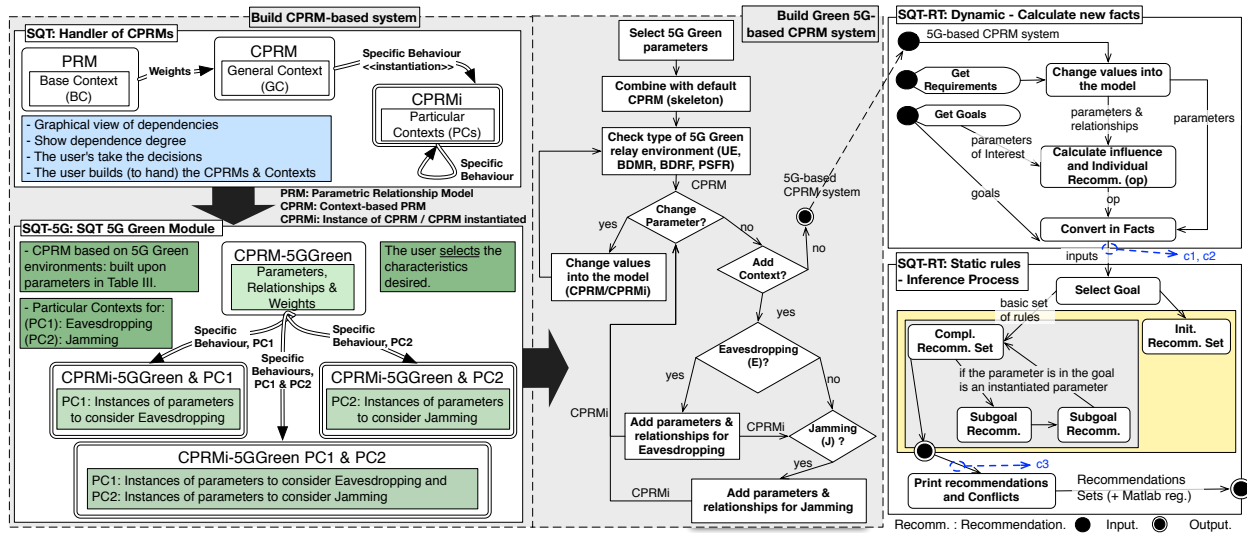 Build CPRM-based system
SQT: Handler of CPRMs
PRM
Base Context
(BC)
Weights
CPRM
General Context
(GC)
Specific Behaviour
<<instantiation>>
CPRMi
Particular
Contexts (PCs)
Specific
Behaviour
- Graphical view of dependencies
- Show dependence degree
- The user's take the decisions
- The user builds (to hand) the CPRMs & Contexts
PRM: Parametric Relationship Model
CPRM: Context-based PRM
CPRMi: Instance of CPRM / CPRM instantiated
SQT-5G: SQT 5G Green Module
- CPRM based on 5G Green
environments: built upon
parameters in Table III.
- Particular Contexts for:
(PC1): Eavesdropping
(PC2): Jamming
CPRM-5GGreen
Parameters,
Relationships &
Weights
The user selects the
characteristics
desired.
Specific
Behaviour, PC1
Specific
Behaviours,
PC1 & PC2
Specific
Behaviour, PC2
CPRMi-5GGreen & PC1
PC1: Instances of parameters
to consider Eavesdropping
CPRMi-5GGreen & PC2
PC2: Instances of parameters
to consider Jamming
CPRMi-5GGreen PC1 & PC2
PC1: Instances of parameters to consider Eavesdropping and
PC2: Instances of parameters to consider Jamming
Build Green 5G-
based CPRM system
Select 5G Green
parameters
Combine with default
CPRM (skeleton)
Check type of 5G Green
relay environment (UE,
BDMR, BDRF, PSFR)
CPRM
Change
Parameter?
yes
no
Change values
into the model
(CPRM/CPRMi)
Add
Context?
no
5G-based
CPRM system
yes
Eavesdropping
(E)?
yes
no
CPRMi
Add parameters &
relationships for
Eavesdropping
CPRMi
Jamming
(J) ?
yes
CPRMi
Add parameters &
relationships for Jamming
SQT-RT: Dynamic - Calculate new facts
5G-based CPRM system
Get
Requirements
Change values into
the model
Get Goals
parameters &
relationships
parameters
parameters
of Interest
Calculate influence
and Individual
Recomm. (op)
goals
op
Convert in Facts
inputs
c1, c2
SQT-RT: Static rules
- Inference Process
Select Goal
basic set
of rules
Compl.
Recomm. Set
Init.
Recomm. Set
if the parameter is in the goal
is an instantiated parameter
Subgoal
Recomm.
Subgoal
Recomm.
c3
Print recommendations
and Conflicts
Recommendations
Sets (+ Matlab reg.)
Recomm. : Recommendation.
Input.
Output.